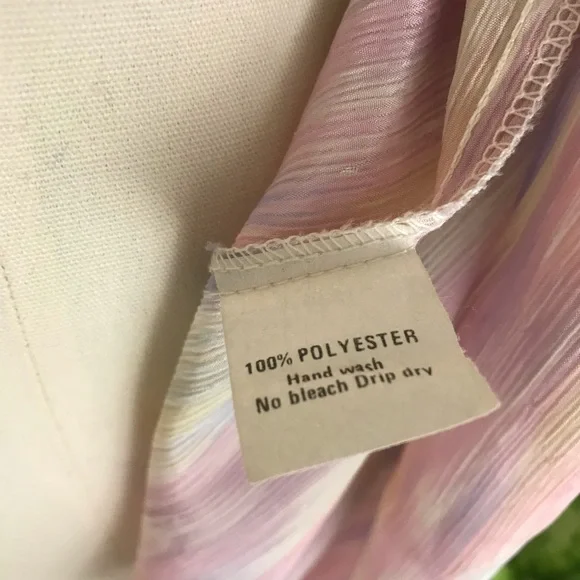 100% POLYESTER
Hand wash
No bleach Drip dry